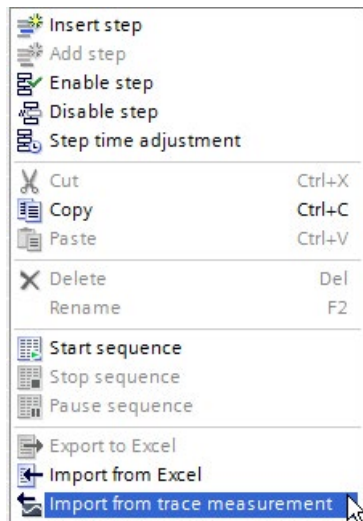 Insert step
Add step
Enable step
Disable step
Step time adjustment
Cut Ctrl+X
Copy Ctrl+C
Paste Ctrl+V
Delete Del
Rename F2
Start sequence
Stop sequence
Pause sequence
Export to Excel
Import from Excel
Import from trace measurement